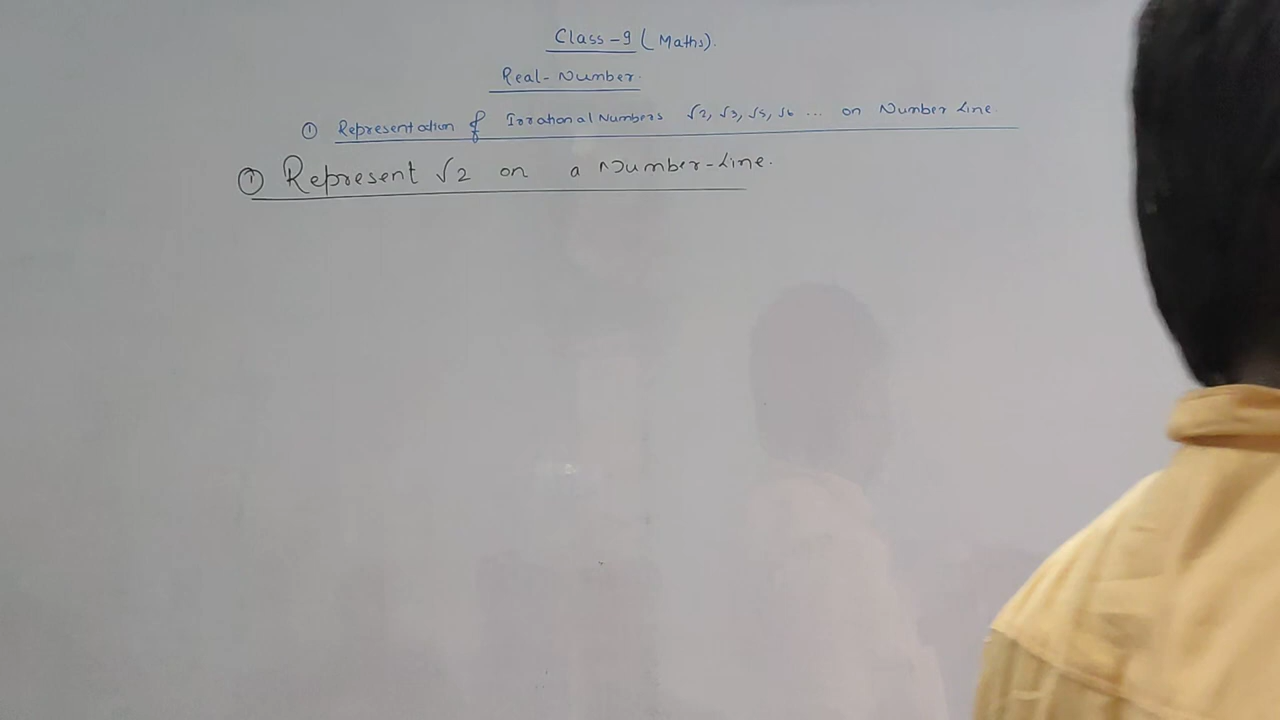 Class-9 (Maths).
Real-Number.
① Representation of Irrational Numbers √2, √3, √5, √6 ... on Number Line.
① Represent √2 on a Number-Line.